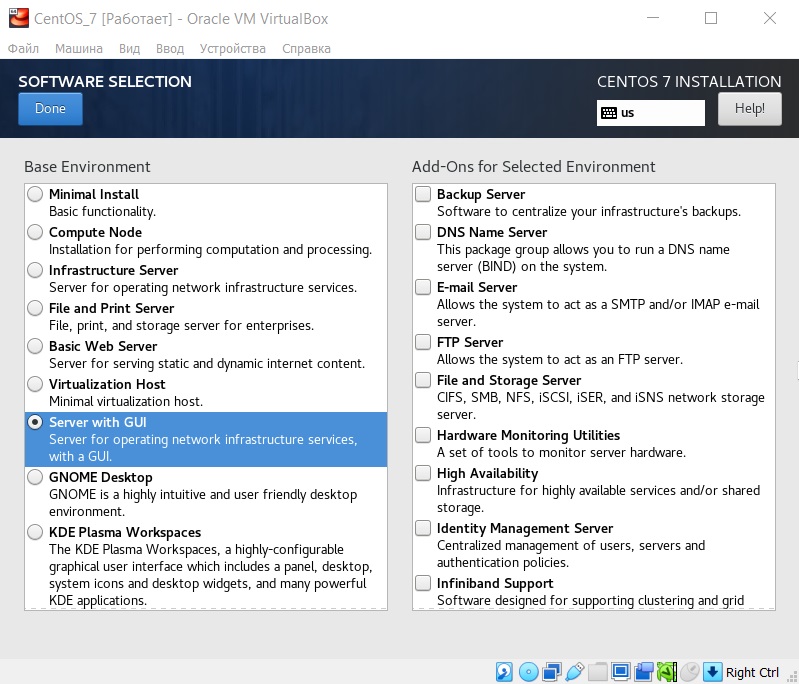 CentOS_7 [Работает] - Oracle VM VirtualBox
Файл Машина Вид Ввод Устройства Справка
SOFTWARE SELECTION
CENTOS 7 INSTALLATION
Done
us
Help!
Base Environment
Minimal Install
Basic functionality.
Compute Node
Installation for performing computation and processing.
Infrastructure Server
Server for operating network infrastructure services.
File and Print Server
File, print, and storage server for enterprises.
Basic Web Server
Server for serving static and dynamic internet content.
Virtualization Host
Minimal virtualization host.
Server with GUI
Server for operating network infrastructure services,
with a GUI.
GNOME Desktop
GNOME is a highly intuitive and user friendly desktop
environment.
KDE Plasma Workspaces
The KDE Plasma Workspaces, a highly-configurable
graphical user interface which includes a panel, desktop,
system icons and desktop widgets, and many powerful
KDE applications.
Add-Ons for Selected Environment
Backup Server
Software to centralize your infrastructure's backups.
DNS Name Server
This package group allows you to run a DNS name
server (BIND) on the system.
E-mail Server
Allows the system to act as a SMTP and/or IMAP e-mail
server.
FTP Server
Allows the system to act as an FTP server.
File and Storage Server
CIFS, SMB, NFS, iSCSI, iSER, and iSNS network storage
server.
Hardware Monitoring Utilities
A set of tools to monitor server hardware.
High Availability
Infrastructure for highly available services and/or shared
storage.
Identity Management Server
Centralized management of users, servers and
authentication policies.
Infiniband Support
Software designed for supporting clustering and grid
Right Ctrl